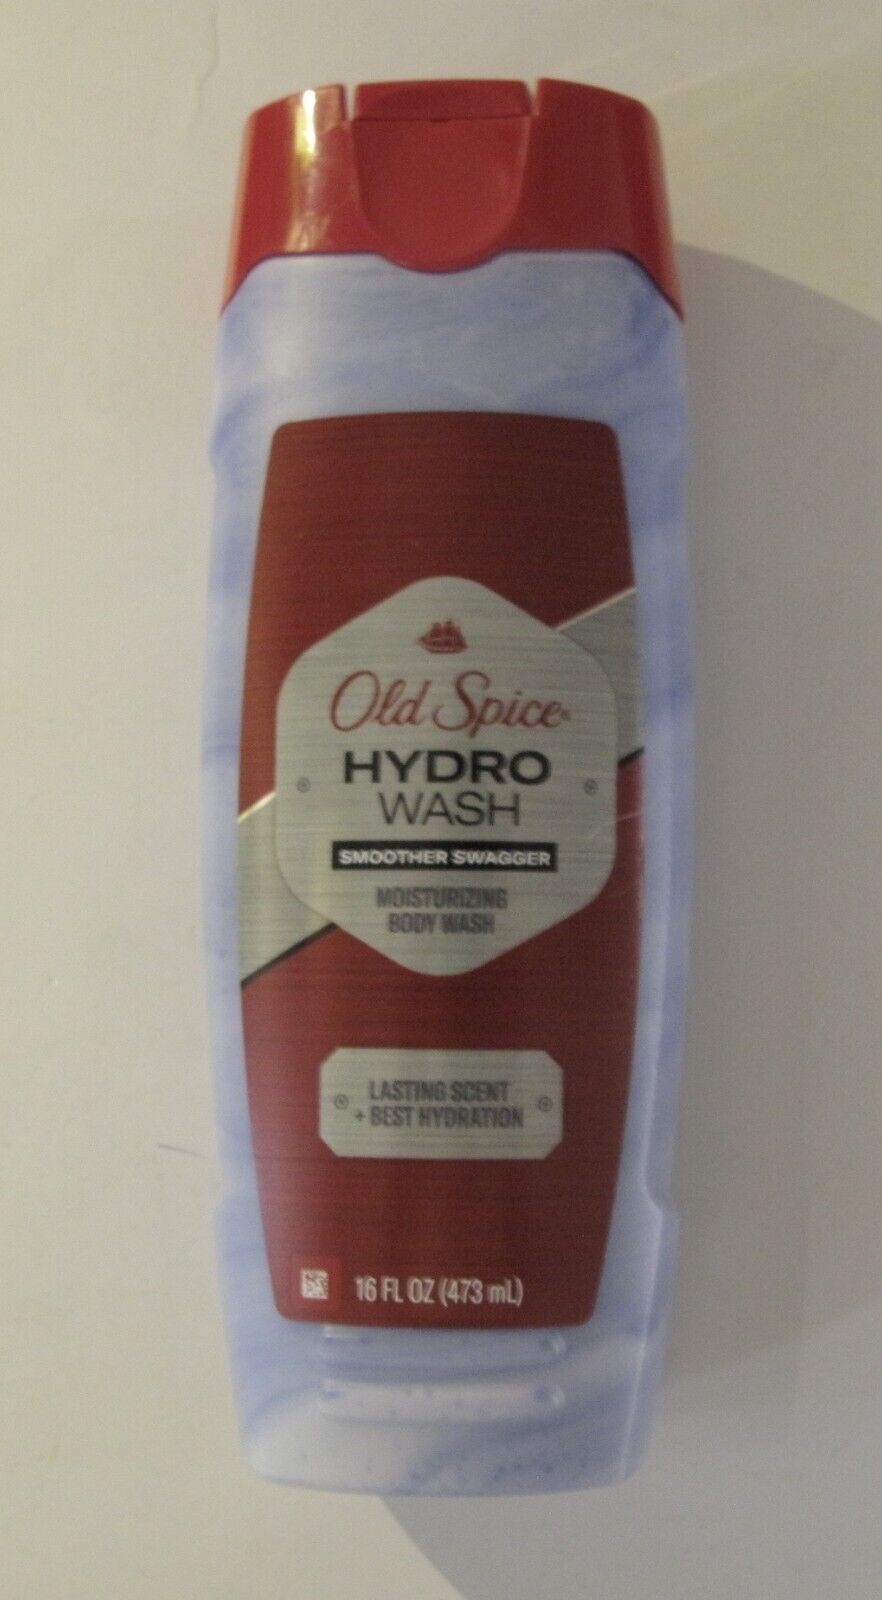 Old Spice®
HYDRO
WASH
SMOOTHER SWAGGER
MOISTURIZING
BODY WASH
LASTING SCENT
+ BEST HYDRATION
16 FL OZ (473 mL)